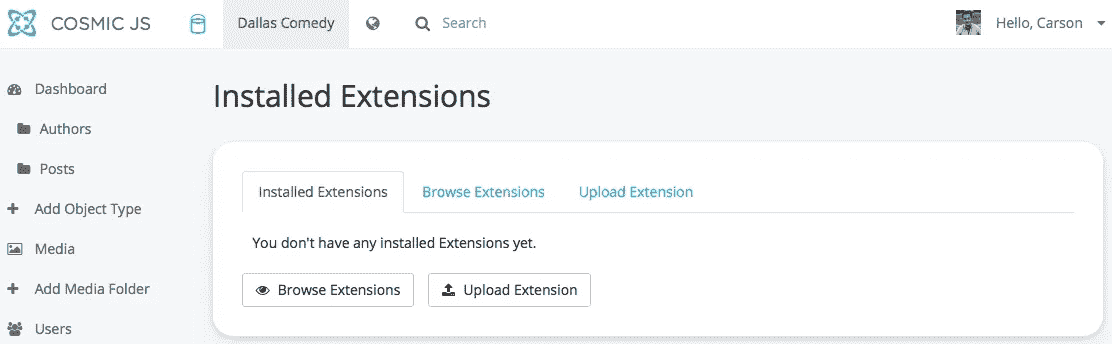 COSMIC JS
Dallas Comedy
Search
Hello, Carson
Dashboard
Authors
Posts
Add Object Type
Media
Add Media Folder
Users
Installed Extensions
Installed Extensions
Browse Extensions
Upload Extension
You don't have any installed Extensions yet.
Browse Extensions
Upload Extension